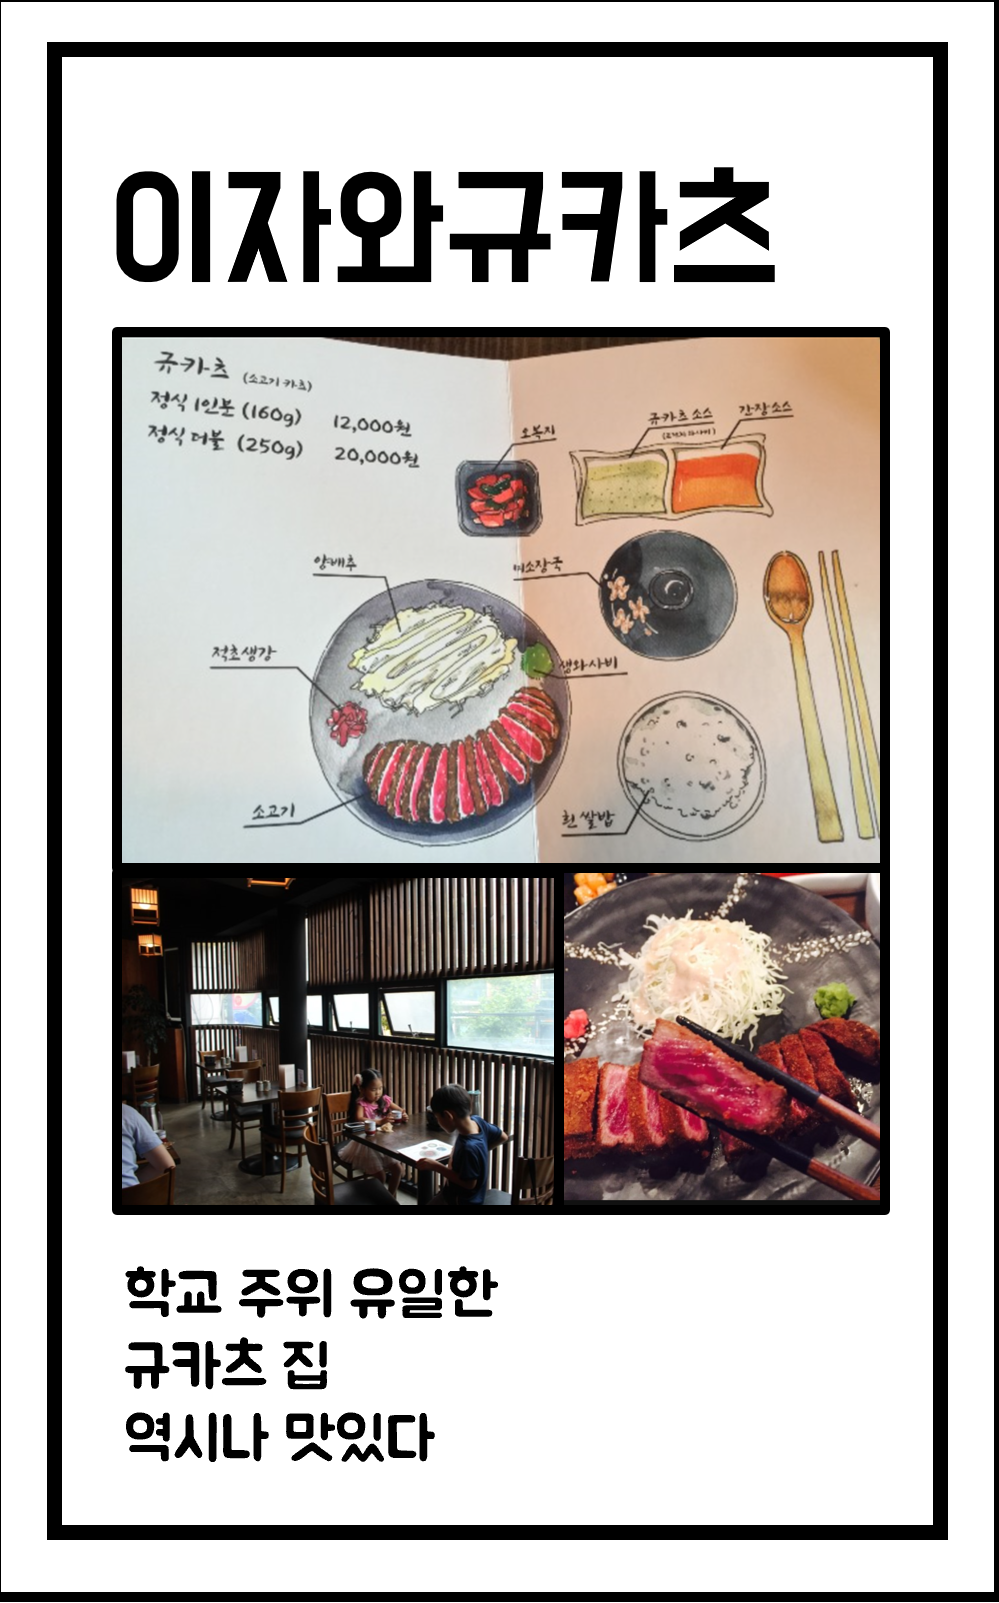 이자와규카츠
규카츠 (소고기 카츠)
정식 1인분 (160g) 12,000원
정식 더블 (250g) 20,000원
오복지
규카츠 소스
간장소스
양배추
미소장국
적초생강
생와사비
소고기
흰 쌀밥
학교 주위 유일한
규카츠 집
역시나 맛있다